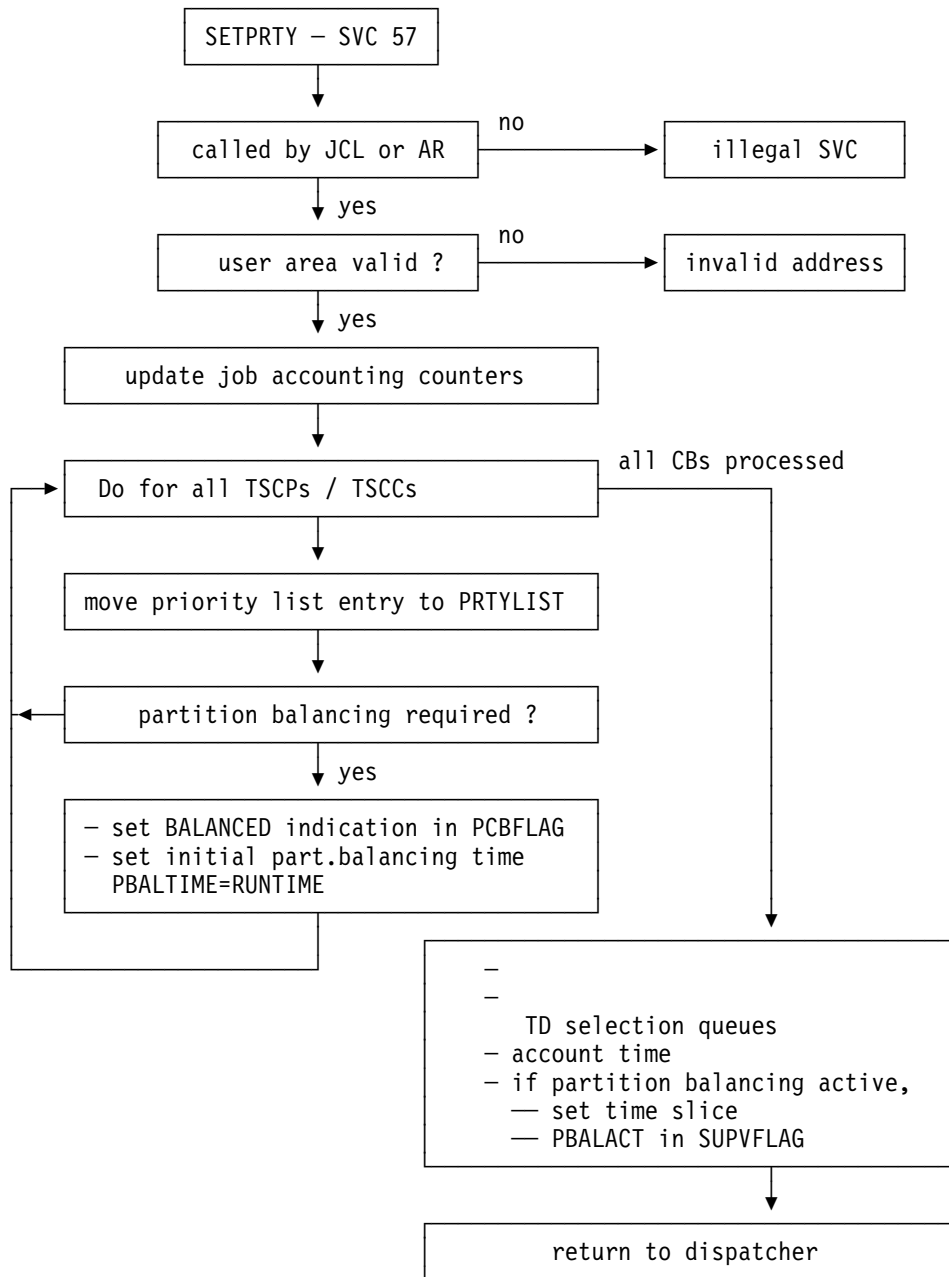 SETPRTY — SVC 57
no
called by JCL or AR
illegal SVC
yes
no
user area valid ?
invalid address
yes
update job accounting counters
all CBs processed
Do for all TSCPs / TSCCs
move priority list entry to PRTYLIST
partition balancing required ?
yes
— set BALANCED indication in PCBFLAG
— set initial part.balancing time
PBALTIME=RUNTIME
—
—
TD selection queues
— account time
— if partition balancing active,
—— set time slice
—— PBALACT in SUPVFLAG
return to dispatcher